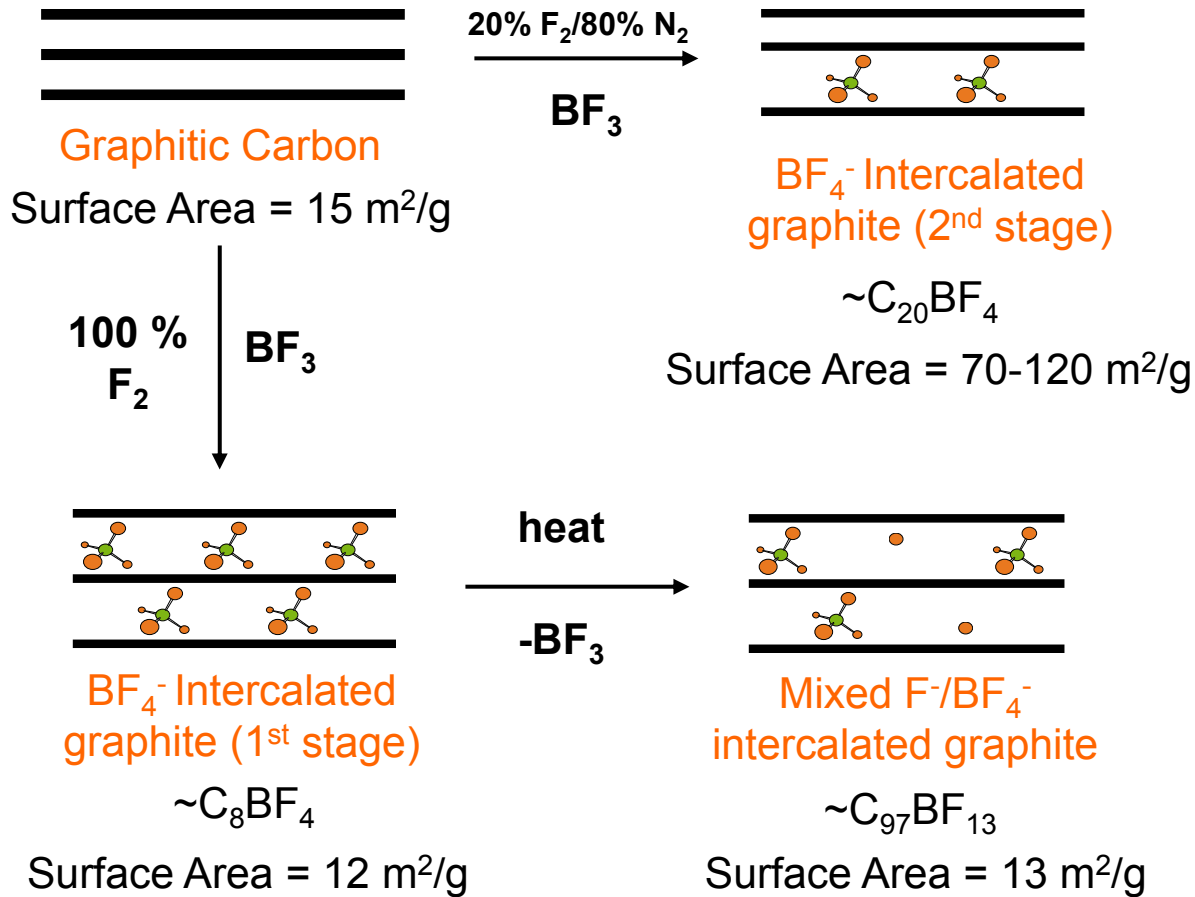 20% F₂/80% N₂
BF₃
Graphitic Carbon
Surface Area = 15 m²/g
BF₄⁻ Intercalated
graphite (2ⁿᵈ stage)
~C₂₀BF₄
Surface Area = 70-120 m²/g
100 %
F₂
BF₃
heat
-BF₃
BF₄⁻ Intercalated
graphite (1ˢᵗ stage)
~C₈BF₄
Surface Area = 12 m²/g
Mixed F⁻/BF₄⁻
intercalated graphite
~C₉₇BF₁₃
Surface Area = 13 m²/g